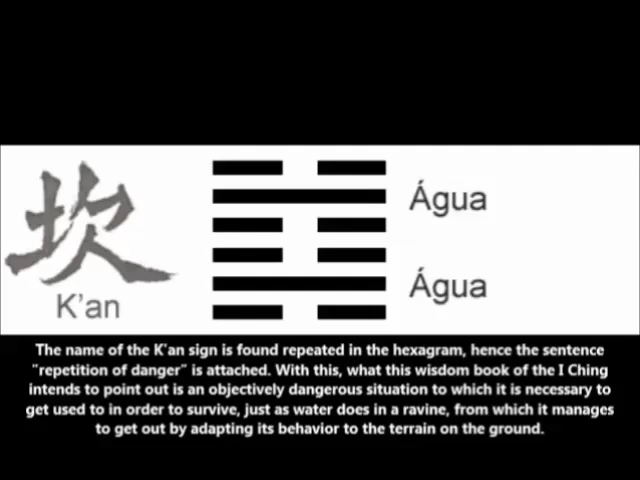 坎
K'an
Água
Água
The name of the K'an sign is found repeated in the hexagram, hence the sentence
"repetition of danger" is attached. With this, what this wisdom book of the I Ching
intends to point out is an objectively dangerous situation to which it is necessary to
get used to in order to survive, just as water does in a ravine, from which it manages
to get out by adapting its behavior to the terrain on the ground.